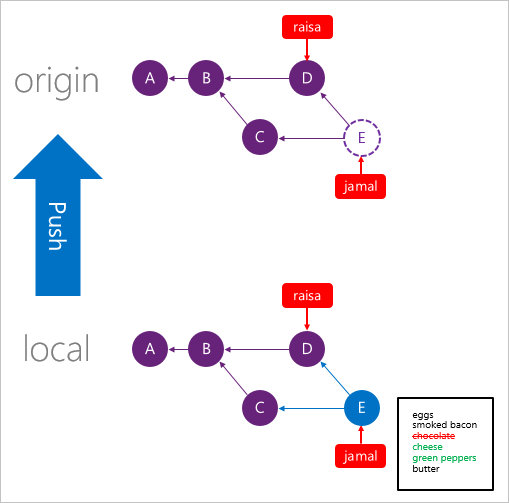 raisa
origin
A
B
D
C
E
jamal
Push
raisa
local
A
B
D
C
E
jamal
eggs
smoked bacon
chocolate
cheese
green peppers
butter